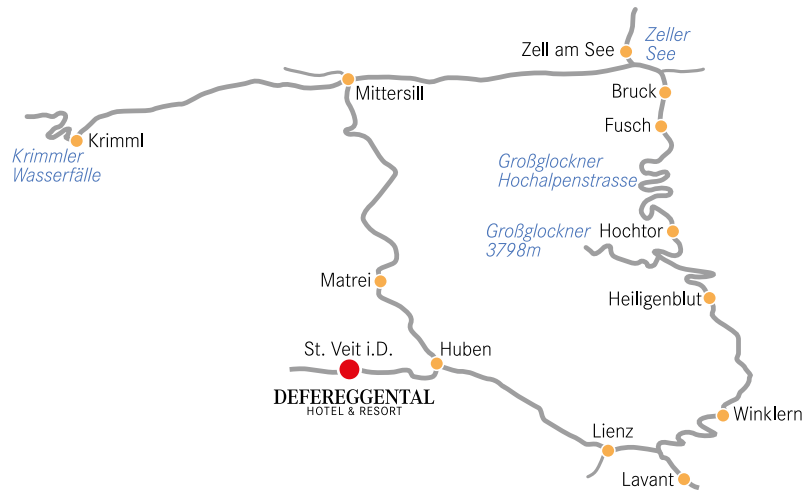 Zell am See
Zeller
See
Mittersill
Bruck
Fusch
Krimml
Krimmler
Wasserfälle
Großglockner
Hochalpenstrasse
Großglockner
3798m
Hochtor
Matrei
Heiligenblut
St. Veit i.D.
Huben
DEFEREGGENTAL
HOTEL & RESORT
Winklern
Lienz
Lavant